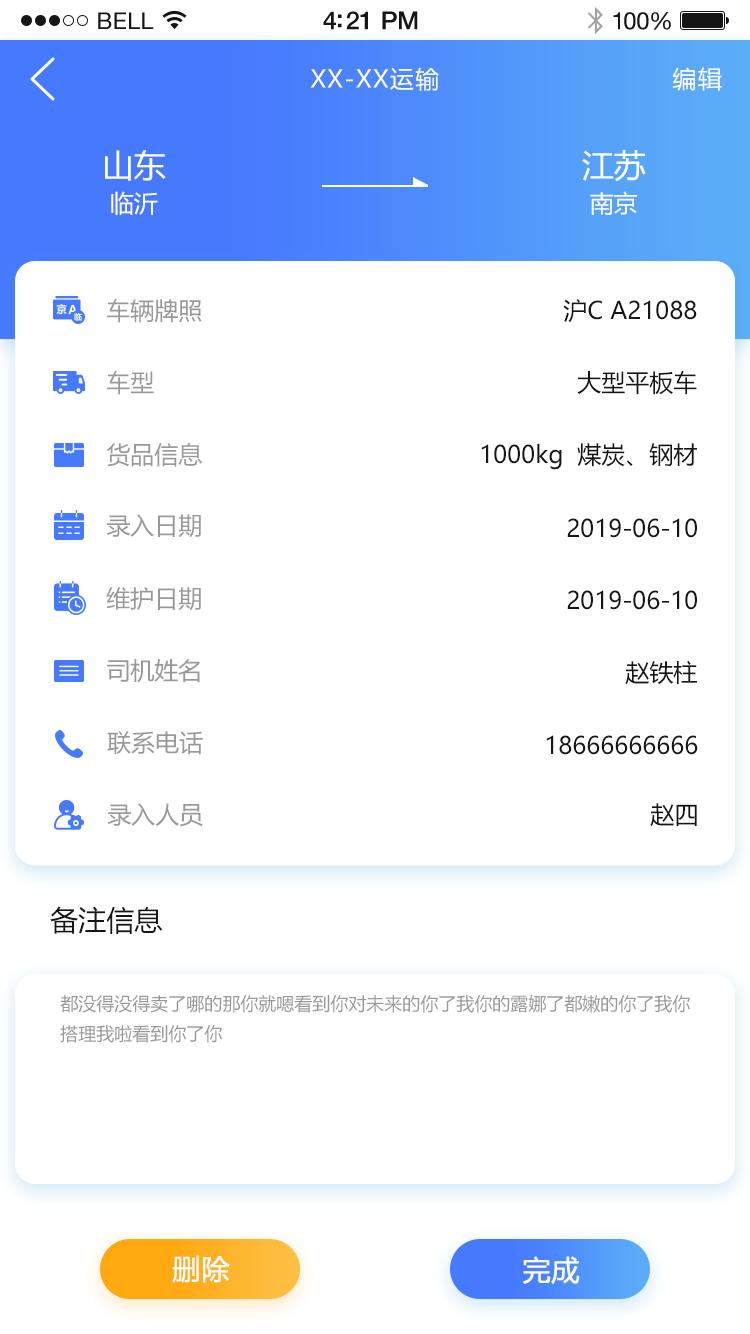 BELL 4:21 PM 100%
XX-XX运输 编辑
山东 江苏
临沂 南京
车辆牌照 沪C A21088
车型 大型平板车
货品信息 1000kg 煤炭、钢材
录入日期 2019-06-10
维护日期 2019-06-10
司机姓名 赵铁柱
联系电话 18666666666
录入人员 赵四
备注信息
都没得没得卖了哪的那你就嗯看到你对未来的你了我你的露娜了都嫩的你了我你
搭理我啦看到你了你
删除 完成